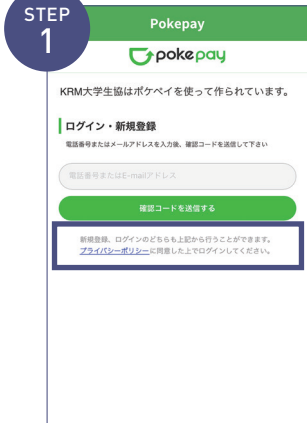 STEP
1
Pokepay
pokepay
KRM大学生協はポケペイを使って作られています。
ログイン・新規登録
電話番号またはメールアドレスを入力後、確認コードを送信して下さい
電話番号またはE-mailアドレス
確認コードを送信する
新規登録、ログインのどちらも上記から行うことができます。
プライバシーポリシーに同意した上でログインしてください。